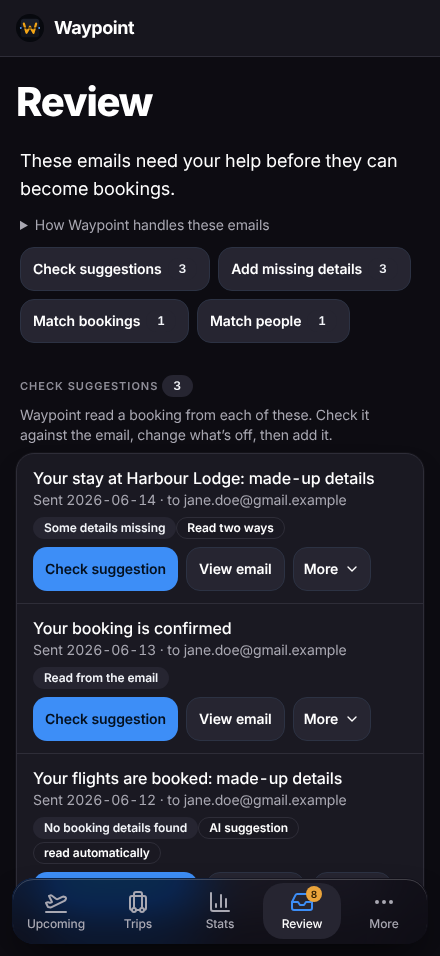 Waypoint
Review
These emails need your help before they can
become bookings.
▶ How Waypoint handles these emails
Check suggestions 3 Add missing details 3
Match bookings 1 Match people 1
CHECK SUGGESTIONS 3
Waypoint read a booking from each of these. Check it
against the email, change what’s off, then add it.
Your stay at Harbour Lodge: made-up details
Sent 2026-06-14 · to jane.doe@gmail.example
Some details missing Read two ways
Check suggestion View email More
Your booking is confirmed
Sent 2026-06-13 · to jane.doe@gmail.example
Read from the email
Check suggestion View email More
Your flights are booked: made-up details
Sent 2026-06-12 · to jane.doe@gmail.example
No booking details found AI suggestion
read automatically
8
Upcoming Trips Stats Review More